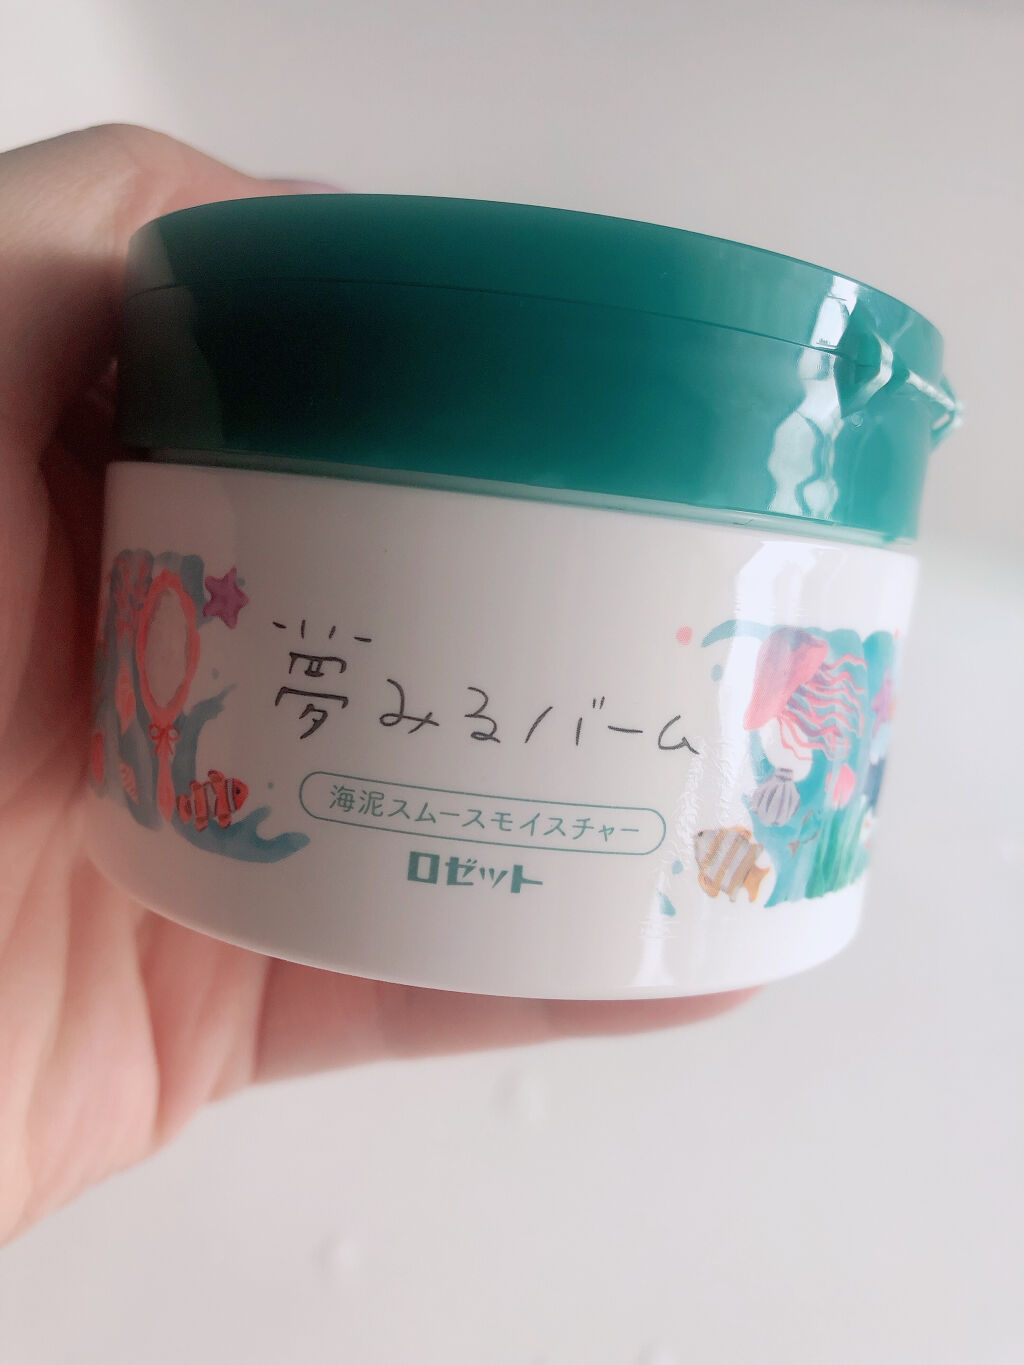 夢みるバーム
海泥スムースモイスチャー
ロゼット